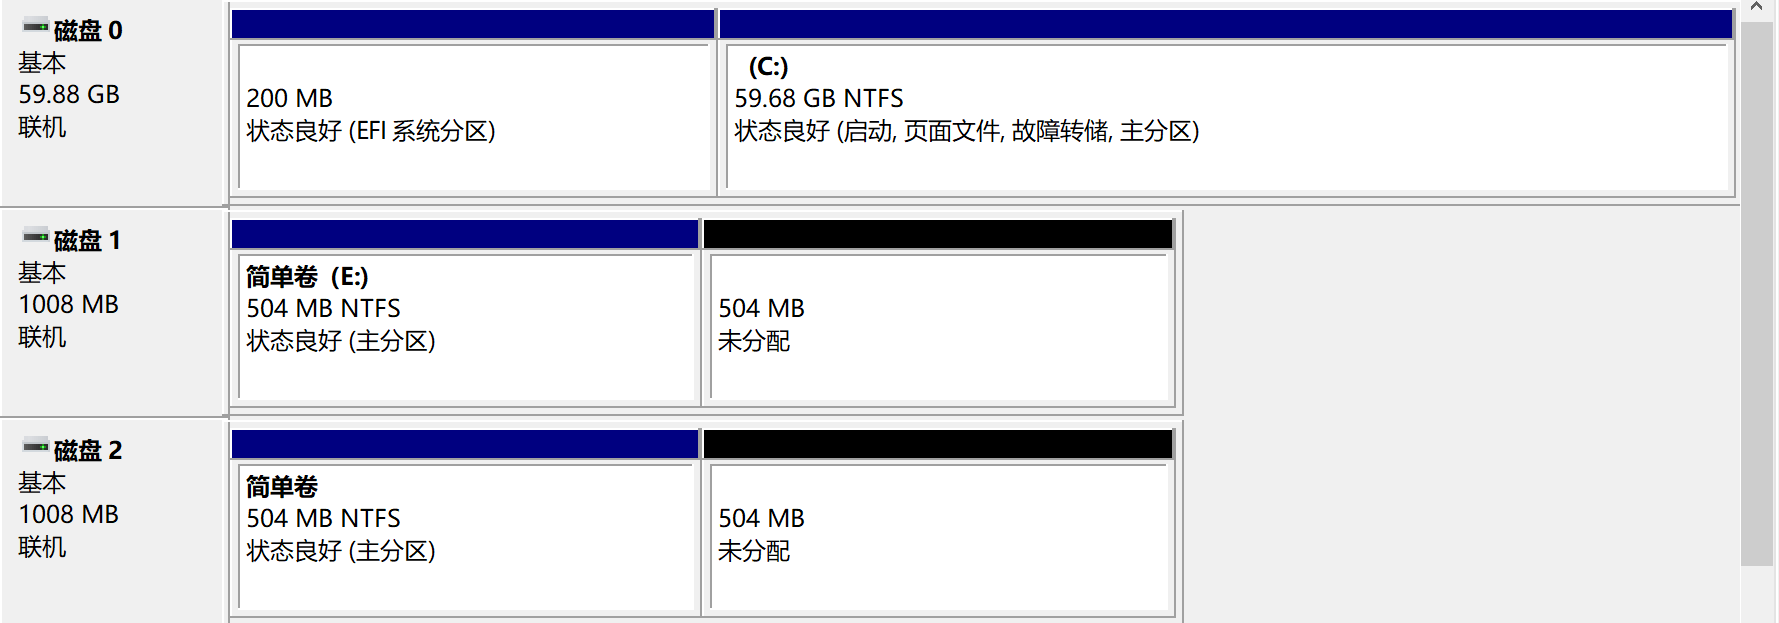 磁盘 0
基本
59.88 GB
联机
200 MB
状态良好 (EFI 系统分区)
(C:)
59.68 GB NTFS
状态良好 (启动, 页面文件, 故障转储, 主分区)
磁盘 1
基本
1008 MB
联机
简单卷 (E:)
504 MB NTFS
状态良好 (主分区)
504 MB
未分配
磁盘 2
基本
1008 MB
联机
简单卷
504 MB NTFS
状态良好 (主分区)
504 MB
未分配